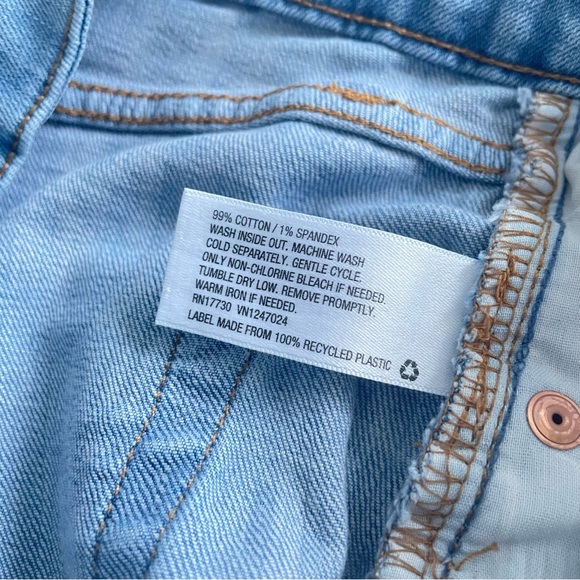 99% COTTON / 1% SPANDEX
WASH INSIDE OUT. MACHINE WASH
COLD SEPARATELY. GENTLE CYCLE.
ONLY NON-CHLORINE BLEACH IF NEEDED.
TUMBLE DRY LOW. REMOVE PROMPTLY.
WARM IRON IF NEEDED.
RN17730 VN1247024
LABEL MADE FROM 100% RECYCLED PLASTIC